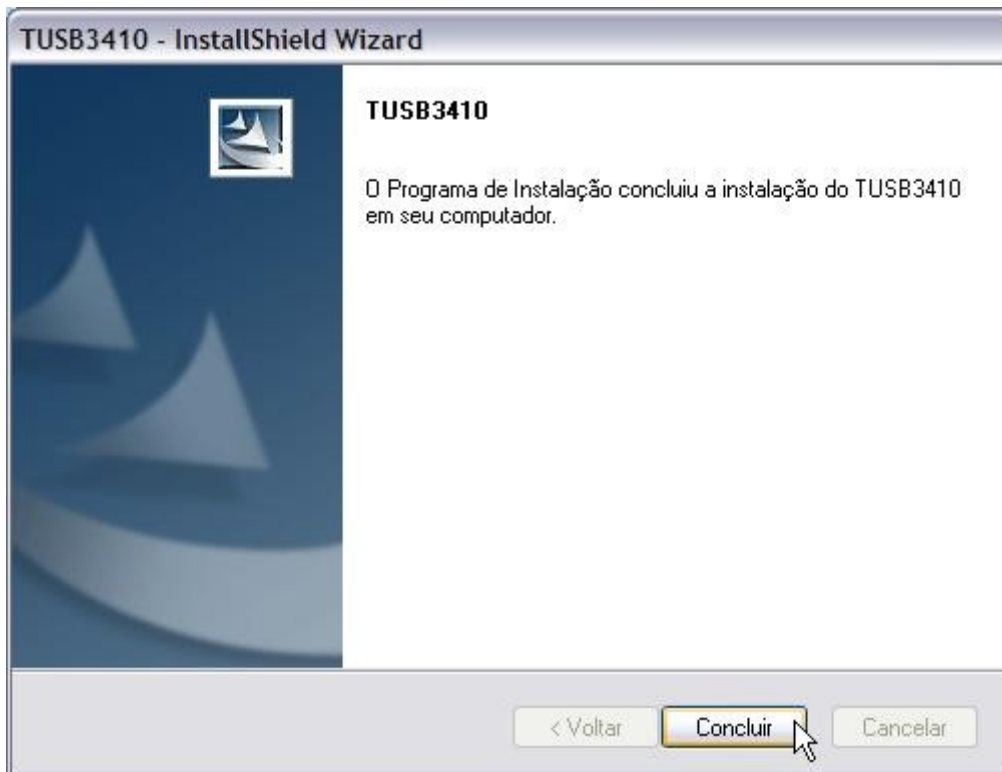 TUSB3410 - InstallShield Wizard
TUSB3410
O Programa de Instalação concluiu a instalação do TUSB3410
em seu computador.
< Voltar
Concluir
Cancelar